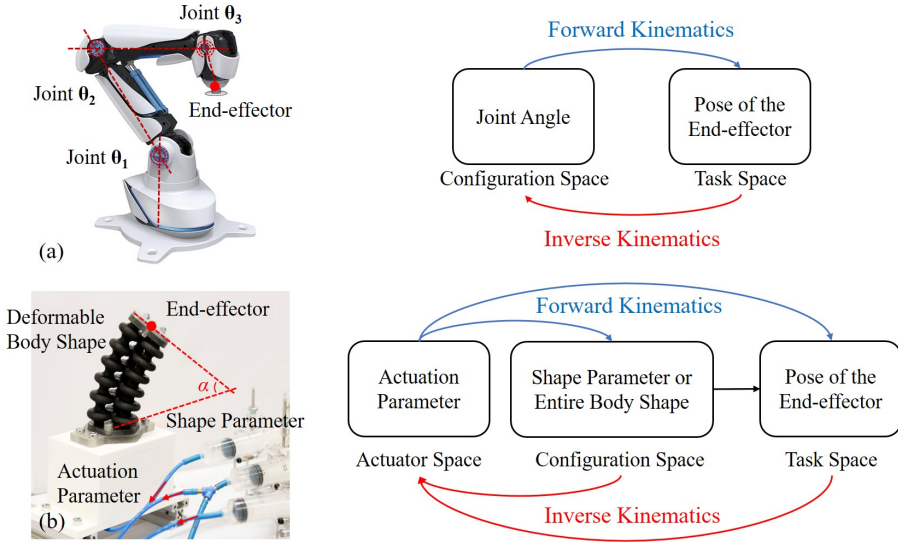 Joint θ3
Joint θ2
End-effector
Joint θ1
(a)
Forward Kinematics
Joint Angle
Pose of the
End-effector
Configuration Space
Task Space
Inverse Kinematics
End-effector
Deformable
Body Shape
α
Shape Parameter
Actuation
Parameter
(b)
Forward Kinematics
Actuation
Parameter
Shape Parameter or
Entire Body Shape
Pose of the
End-effector
Actuator Space
Configuration Space
Task Space
Inverse Kinematics